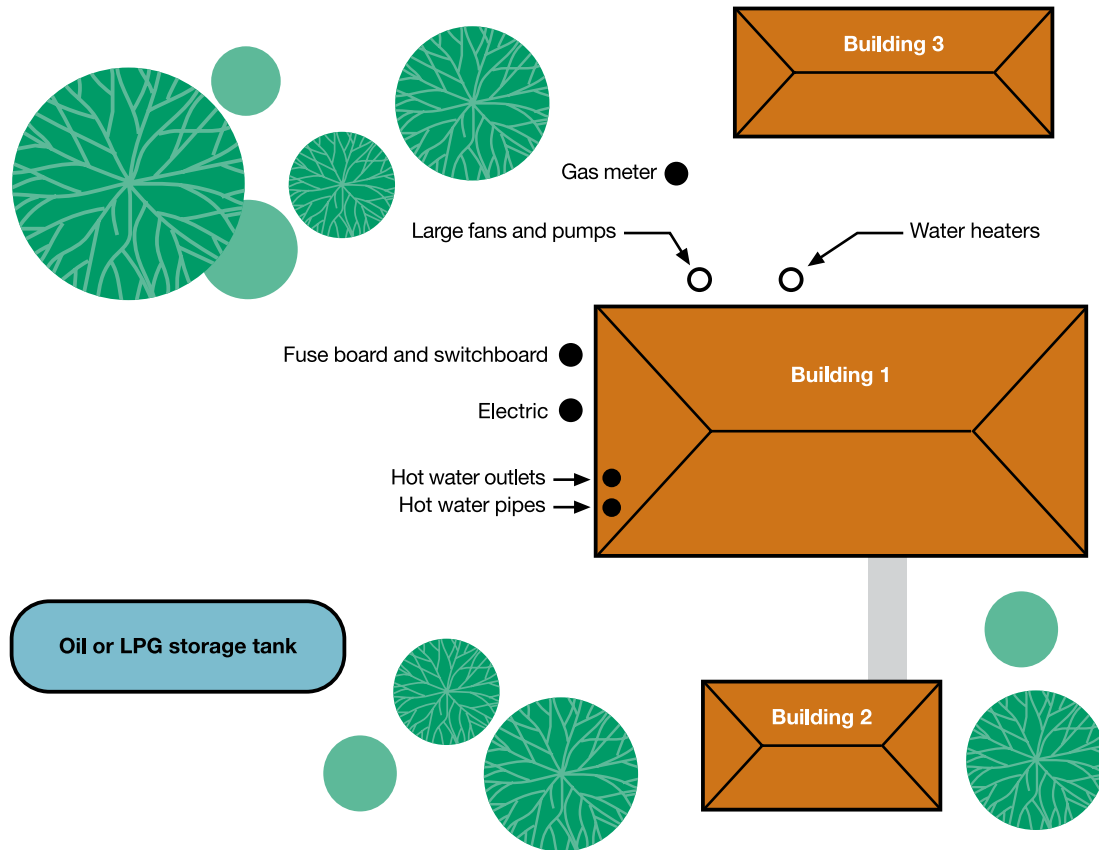 Building 3
Gas meter
Large fans and pumps
Water heaters
Fuse board and switchboard
Building 1
Electric
Hot water outlets
Hot water pipes
Oil or LPG storage tank
Building 2